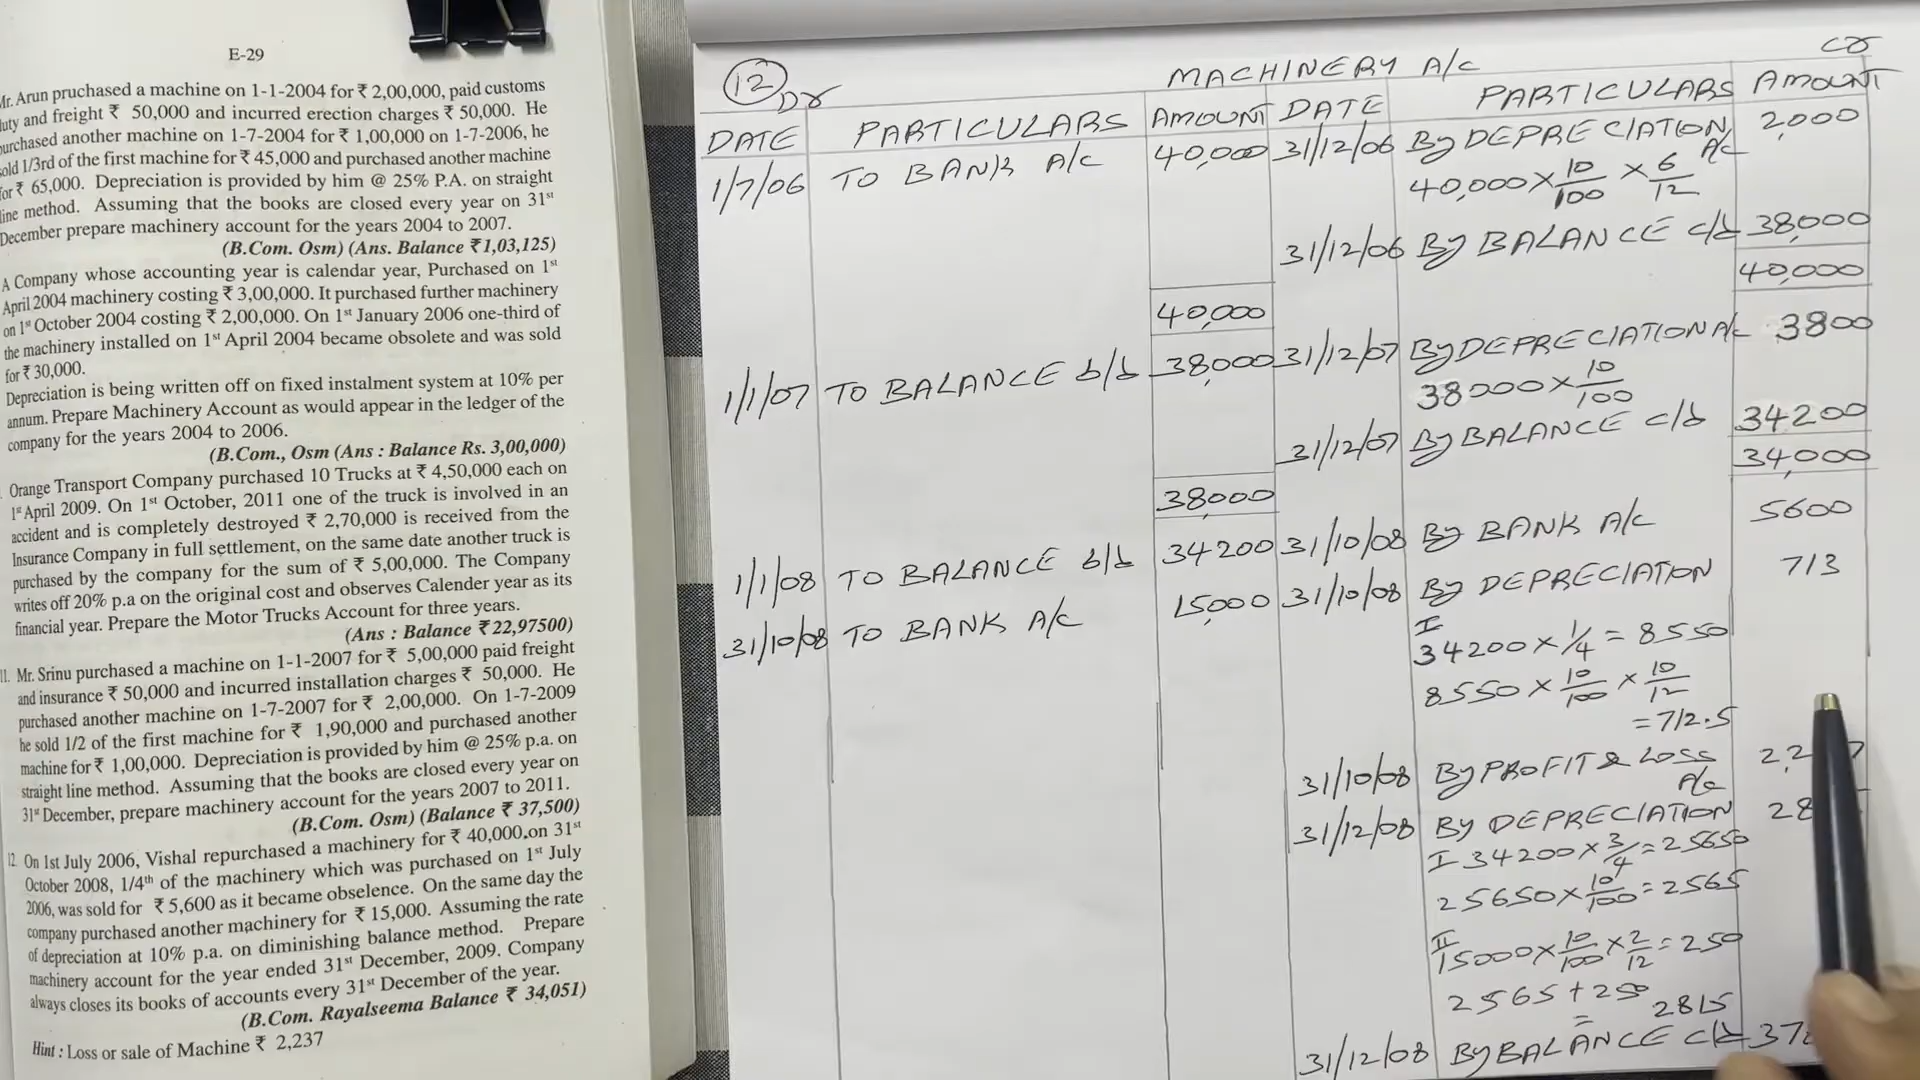 E-29
Mr. Arun pruchased a machine on 1-1-2004 for ₹ 2,00,000, paid customs
duty and freight ₹ 50,000 and incurred erection charges ₹ 50,000. He
purchased another machine on 1-7-2004 for ₹ 1,00,000 on 1-7-2006, he
sold 1/3rd of the first machine for ₹ 45,000 and purchased another machine
for ₹ 65,000. Depreciation is provided by him @ 25% P.A. on straight
line method. Assuming that the books are closed every year on 31st
December prepare machinery account for the years 2004 to 2007.
(B.Com. Osm) (Ans. Balance ₹1,03,125)
A Company whose accounting year is calendar year, Purchased on 1st
April 2004 machinery costing ₹ 3,00,000. It purchased further machinery
on 1st October 2004 costing ₹ 2,00,000. On 1st January 2006 one-third of
the machinery installed on 1st April 2004 became obsolete and was sold
for ₹ 30,000.
Depreciation is being written off on fixed instalment system at 10% per
annum. Prepare Machinery Account as would appear in the ledger of the
company for the years 2004 to 2006.
(B.Com., Osm (Ans : Balance Rs. 3,00,000)
Orange Transport Company purchased 10 Trucks at ₹ 4,50,000 each on
1st April 2009. On 1st October, 2011 one of the truck is involved in an
accident and is completely destroyed ₹ 2,70,000 is received from the
Insurance Company in full settlement, on the same date another truck is
purchased by the company for the sum of ₹ 5,00,000. The Company
writes off 20% p.a on the original cost and observes Calender year as its
financial year. Prepare the Motor Trucks Account for three years.
(Ans : Balance ₹ 22,97500)
11. Mr. Srinu purchased a machine on 1-1-2007 for ₹ 5,00,000 paid freight
and insurance ₹ 50,000 and incurred installation charges ₹ 50,000. He
purchased another machine on 1-7-2007 for ₹ 2,00,000. On 1-7-2009
he sold 1/2 of the first machine for ₹ 1,90,000 and purchased another
machine for ₹ 1,00,000. Depreciation is provided by him @ 25% p.a. on
straight line method. Assuming that the books are closed every year on
31st December, prepare machinery account for the years 2007 to 2011.
(B.Com. Osm) (Balance ₹ 37,500)
12. On 1st July 2006, Vishal repurchased a machinery for ₹ 40,000.on 31st
October 2008, 1/4th of the machinery which was purchased on 1st July
2006, was sold for ₹ 5,600 as it became obselence. On the same day the
company purchased another machinery for ₹ 15,000. Assuming the rate
of depreciation at 10% p.a. on diminishing balance method. Prepare
machinery account for the year ended 31st December, 2009. Company
always closes its books of accounts every 31st December of the year.
(B.Com. Rayalseema Balance ₹ 34,051)
Hint : Loss or sale of Machine ₹ 2,237
12 Dr MACHINERY A/c Cr
DATE PARTICULARS AMOUNT DATE PARTICULARS AMOUNT
1/7/06 TO BANK A/c 40,000 31/12/06 By DEPRECIATION A/c 2,000
40,000 × 10/100 × 6/12
31/12/06 By BALANCE c/d 38,000
40,000 40,000
1/1/07 TO BALANCE b/d 38,000 31/12/07 By DEPRECIATION A/c 3800
38000 × 10/100
31/12/07 By BALANCE c/d 34200
38,000 34,000
1/1/08 TO BALANCE b/d 34200 31/10/08 By BANK A/c 5600
31/10/08 TO BANK A/c 15,000 31/10/08 By DEPRECIATION 713
I
34200 × 1/4 = 8550
8550 × 10/100 × 10/12
= 712.5
31/10/08 By PROFIT & LOSS A/c
31/12/08 By DEPRECIATION
I 34200 × 3/4 = 25650
25650 × 10/100 = 2565
II
15000 × 10/100 × 2/12 = 250
2565 + 250
= 2815
31/12/08 By BALANCE c/d